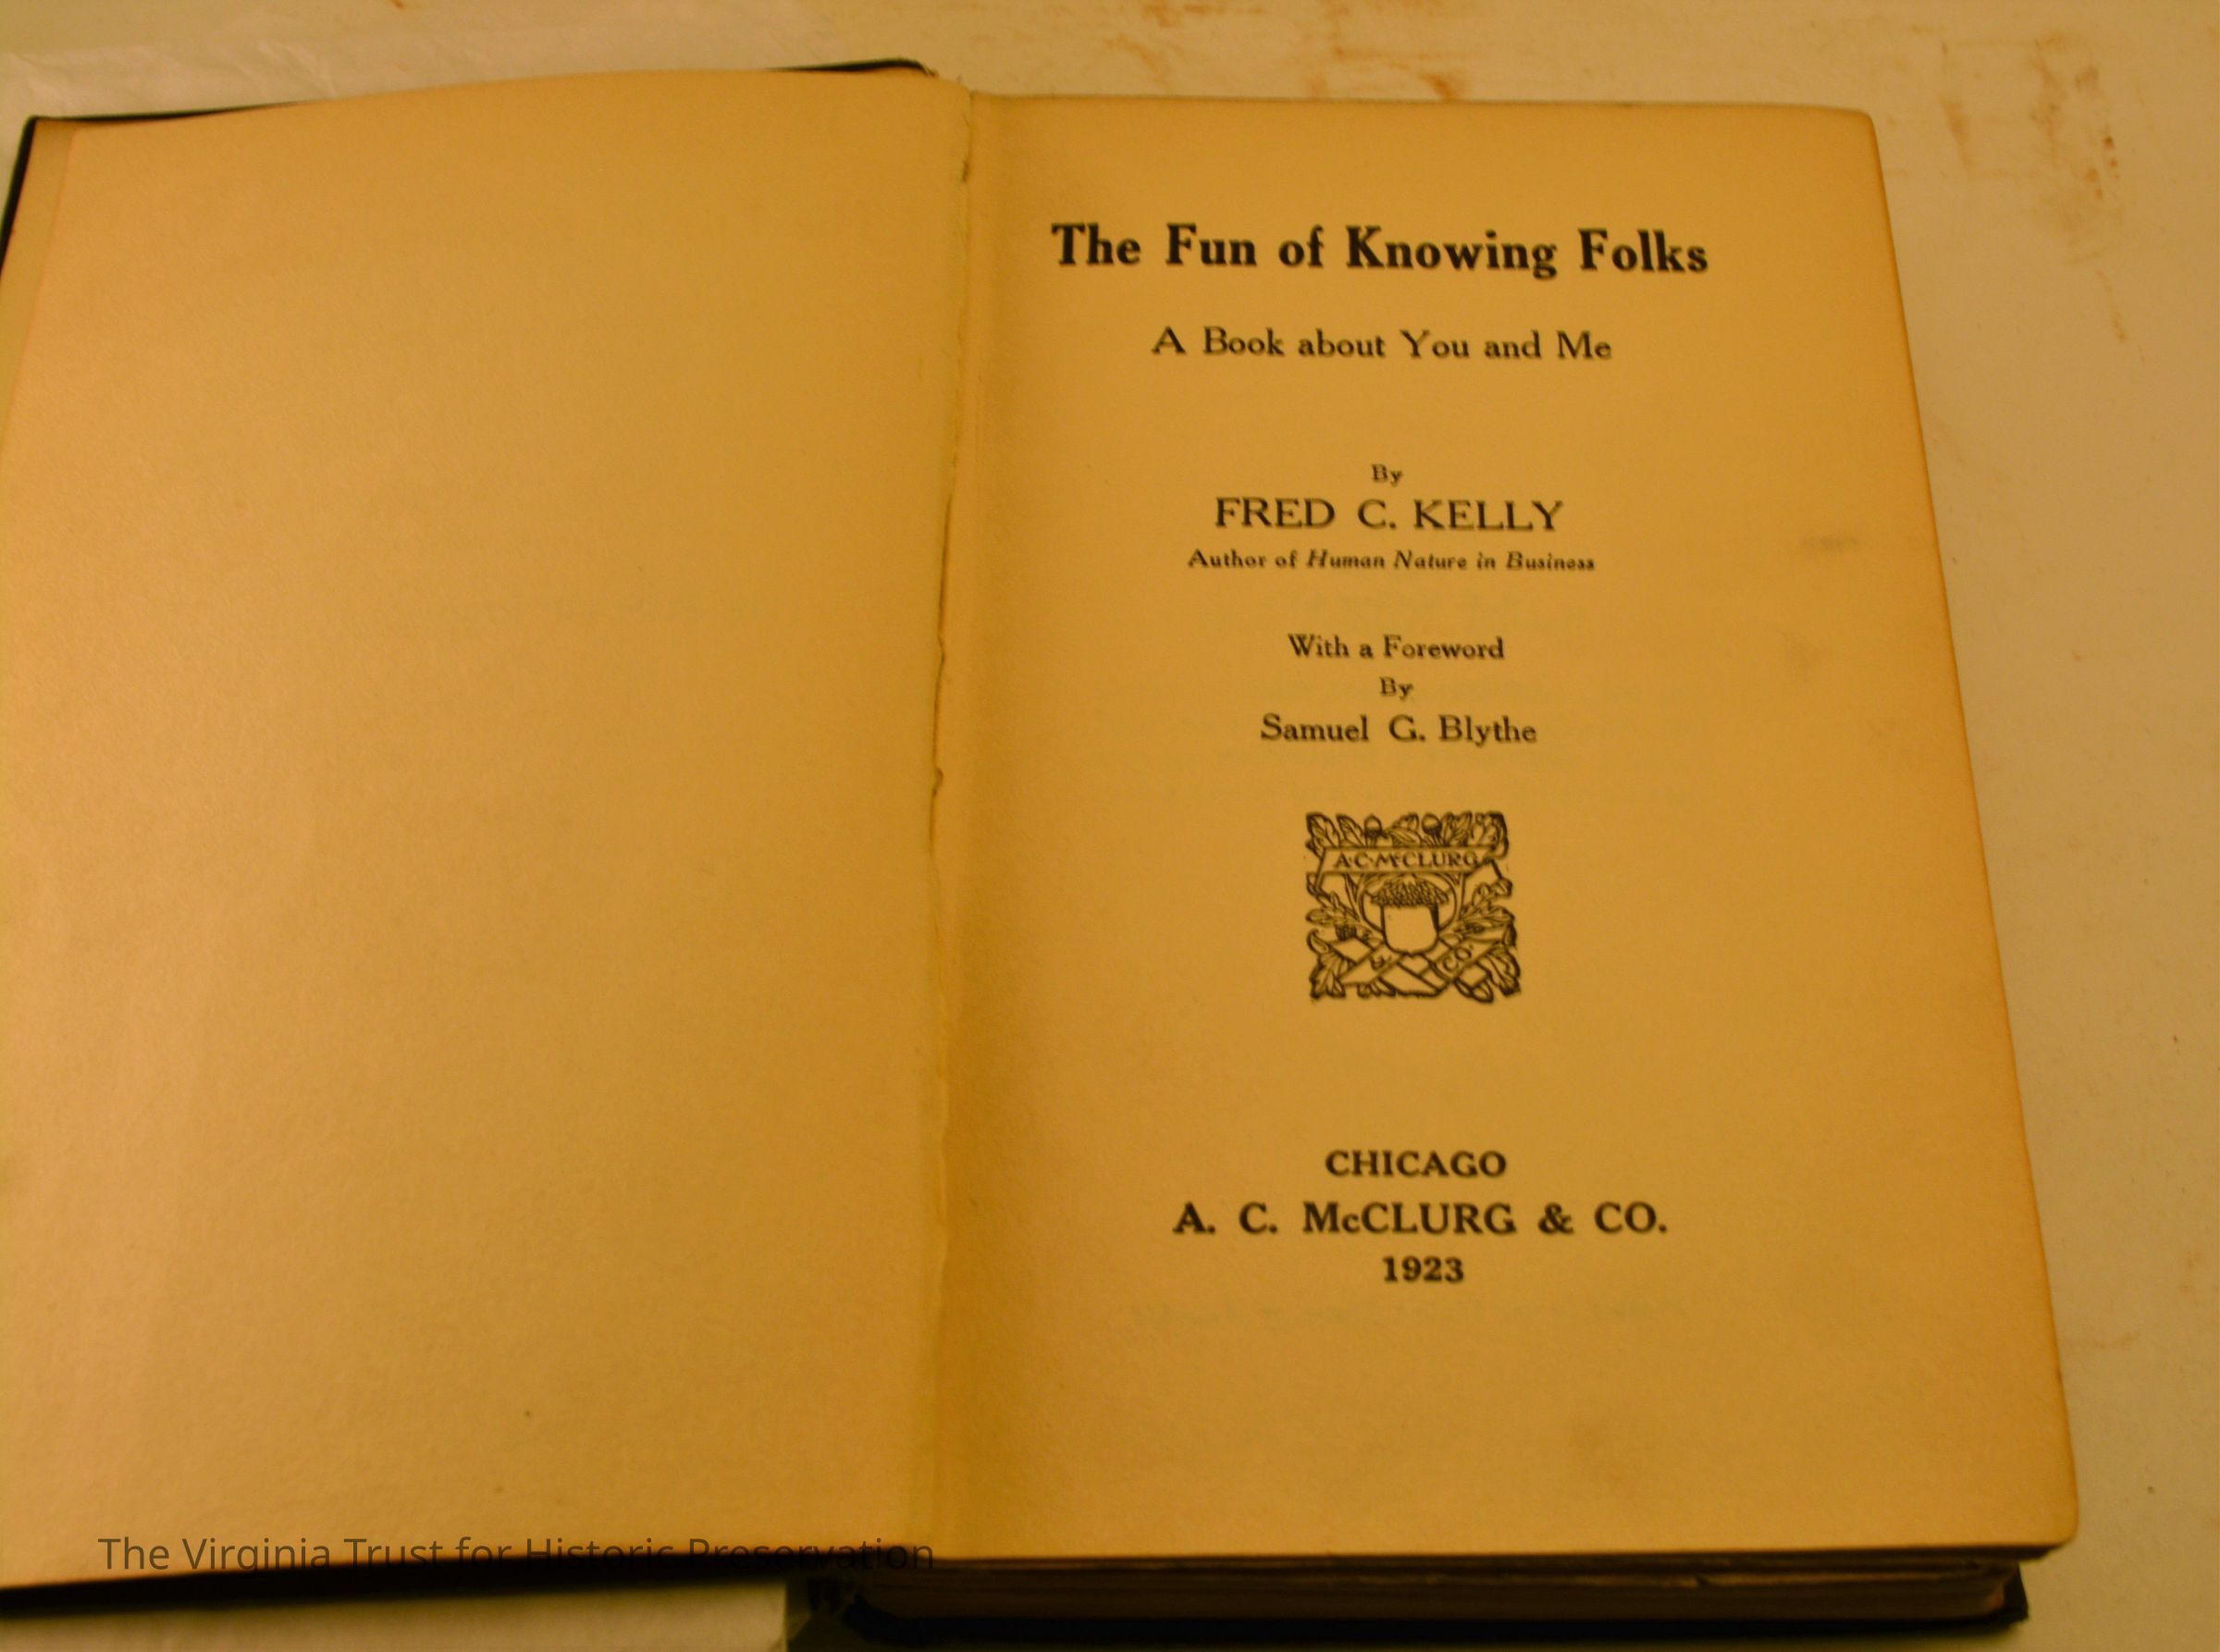 The Fun of Knowing Folks
A Book about You and Me
By
FRED C. KELLY
Author of Human Nature in Business
With a Foreword
By
Samuel G. Blythe
A·C·McCLURG
& CO.
CHICAGO
A. C. McCLURG & CO.
1923
The Virginia Trust for Historic Preservation